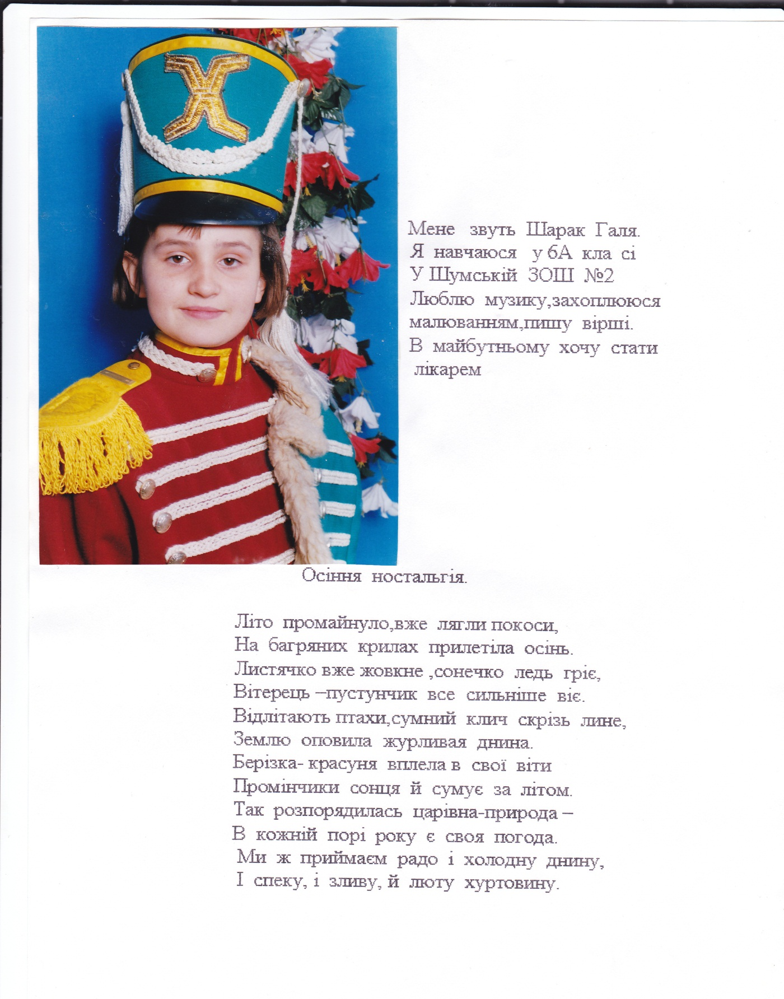 Мене звуть Шарак Галя.
Я навчаюся у 6А кла сі
У Шумській ЗОШ №2
Люблю музику,захоплююся
малюванням,пишу вірші.
В майбутньому хочу стати
лікарем
Осіння ностальгія.
Літо промайнуло,вже лягли покоси,
На багряних крилах прилетіла осінь.
Листячко вже жовкне ,сонечко ледь гріє,
Вітерець –пустунчик все сильніше віє.
Відлітають птахи,сумний клич скрізь лине,
Землю оповила журливая днина.
Берізка- красуня вплела в свої віти
Промінчики сонця й сумує за літом.
Так розпорядилась царівна-природа –
В кожній порі року є своя погода.
Ми ж приймаєм радо і холодну днину,
І спеку, і зливу, й люту хуртовину.